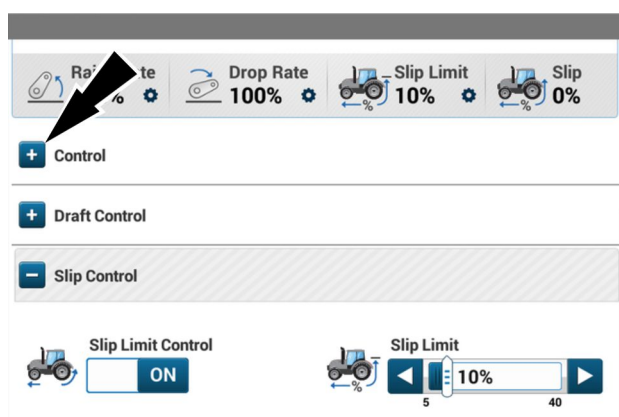 te Drop Rate Slip Limit Slip
% 100% 10% 0%
Control
Draft Control
Slip Control
Slip Limit Control Slip Limit
ON 10%
5 40
%